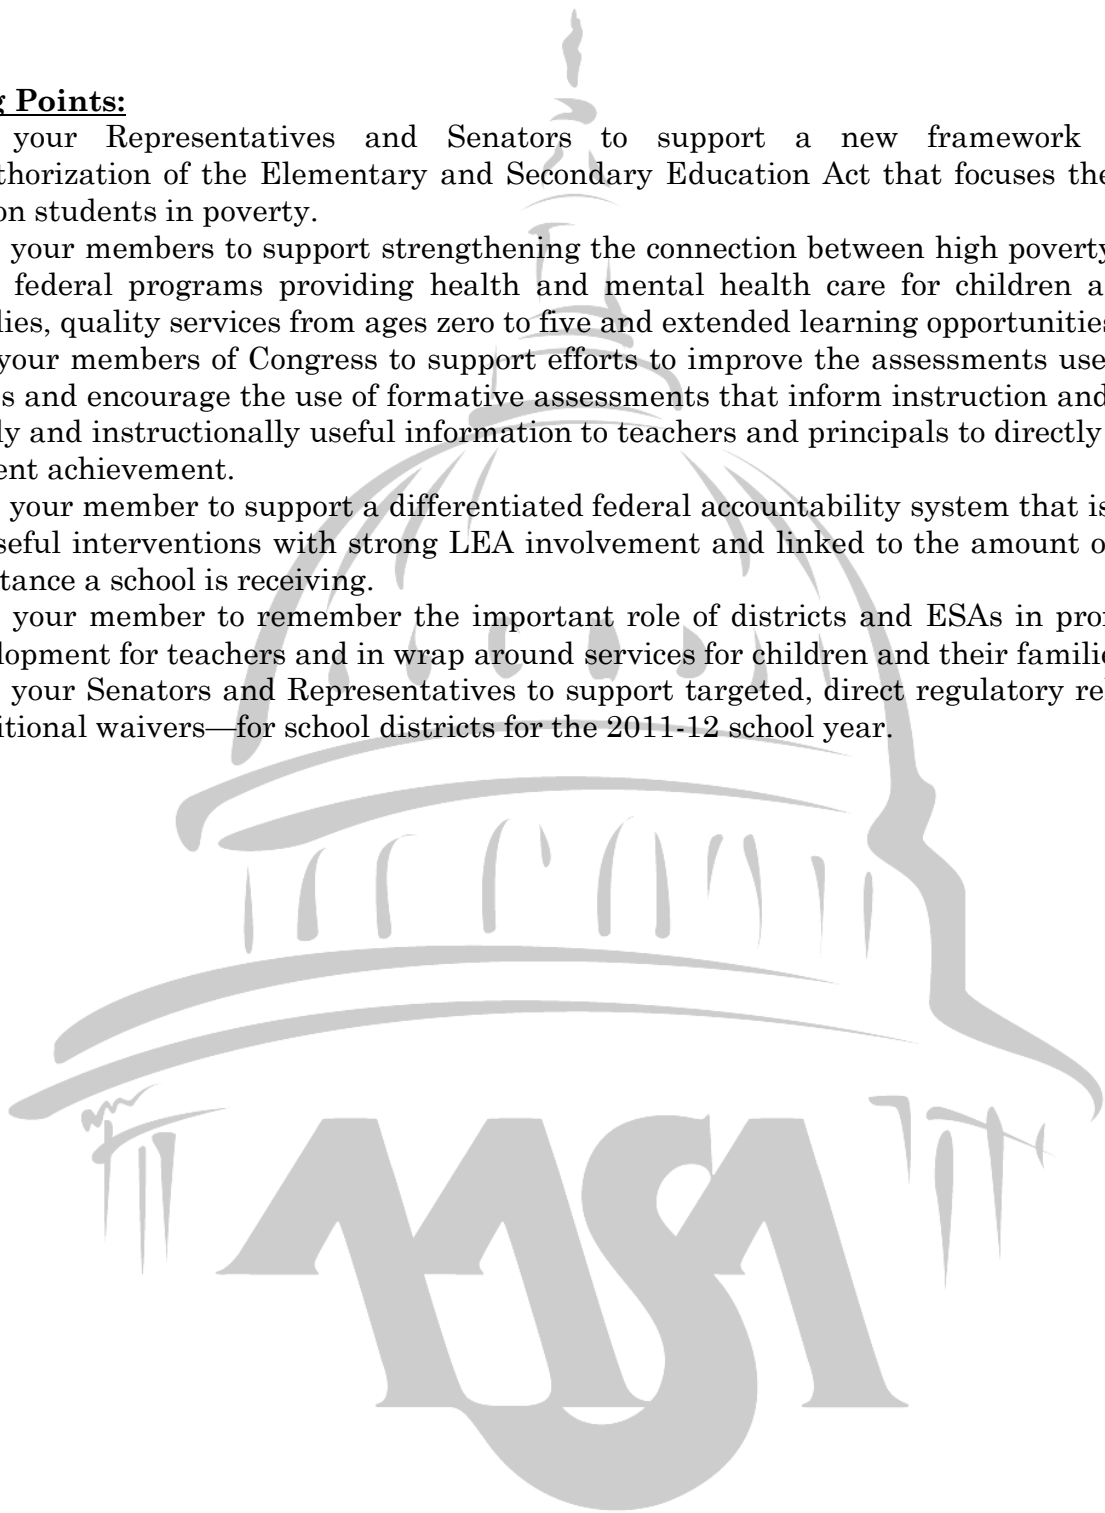 g Points:
your Representatives and Senators to support a new framework
thorization of the Elementary and Secondary Education Act that focuses the
on students in poverty.
your members to support strengthening the connection between high poverty
federal programs providing health and mental health care for children a
lies, quality services from ages zero to five and extended learning opportunities
your members of Congress to support efforts to improve the assessments use
s and encourage the use of formative assessments that inform instruction and
ly and instructionally useful information to teachers and principals to directly
ent achievement.
your member to support a differentiated federal accountability system that is
seful interventions with strong LEA involvement and linked to the amount o
tance a school is receiving.
your member to remember the important role of districts and ESAs in pro
lopment for teachers and in wrap around services for children and their famili
your Senators and Representatives to support targeted, direct regulatory re
itional waivers—for school districts for the 2011-12 school year.
AASA